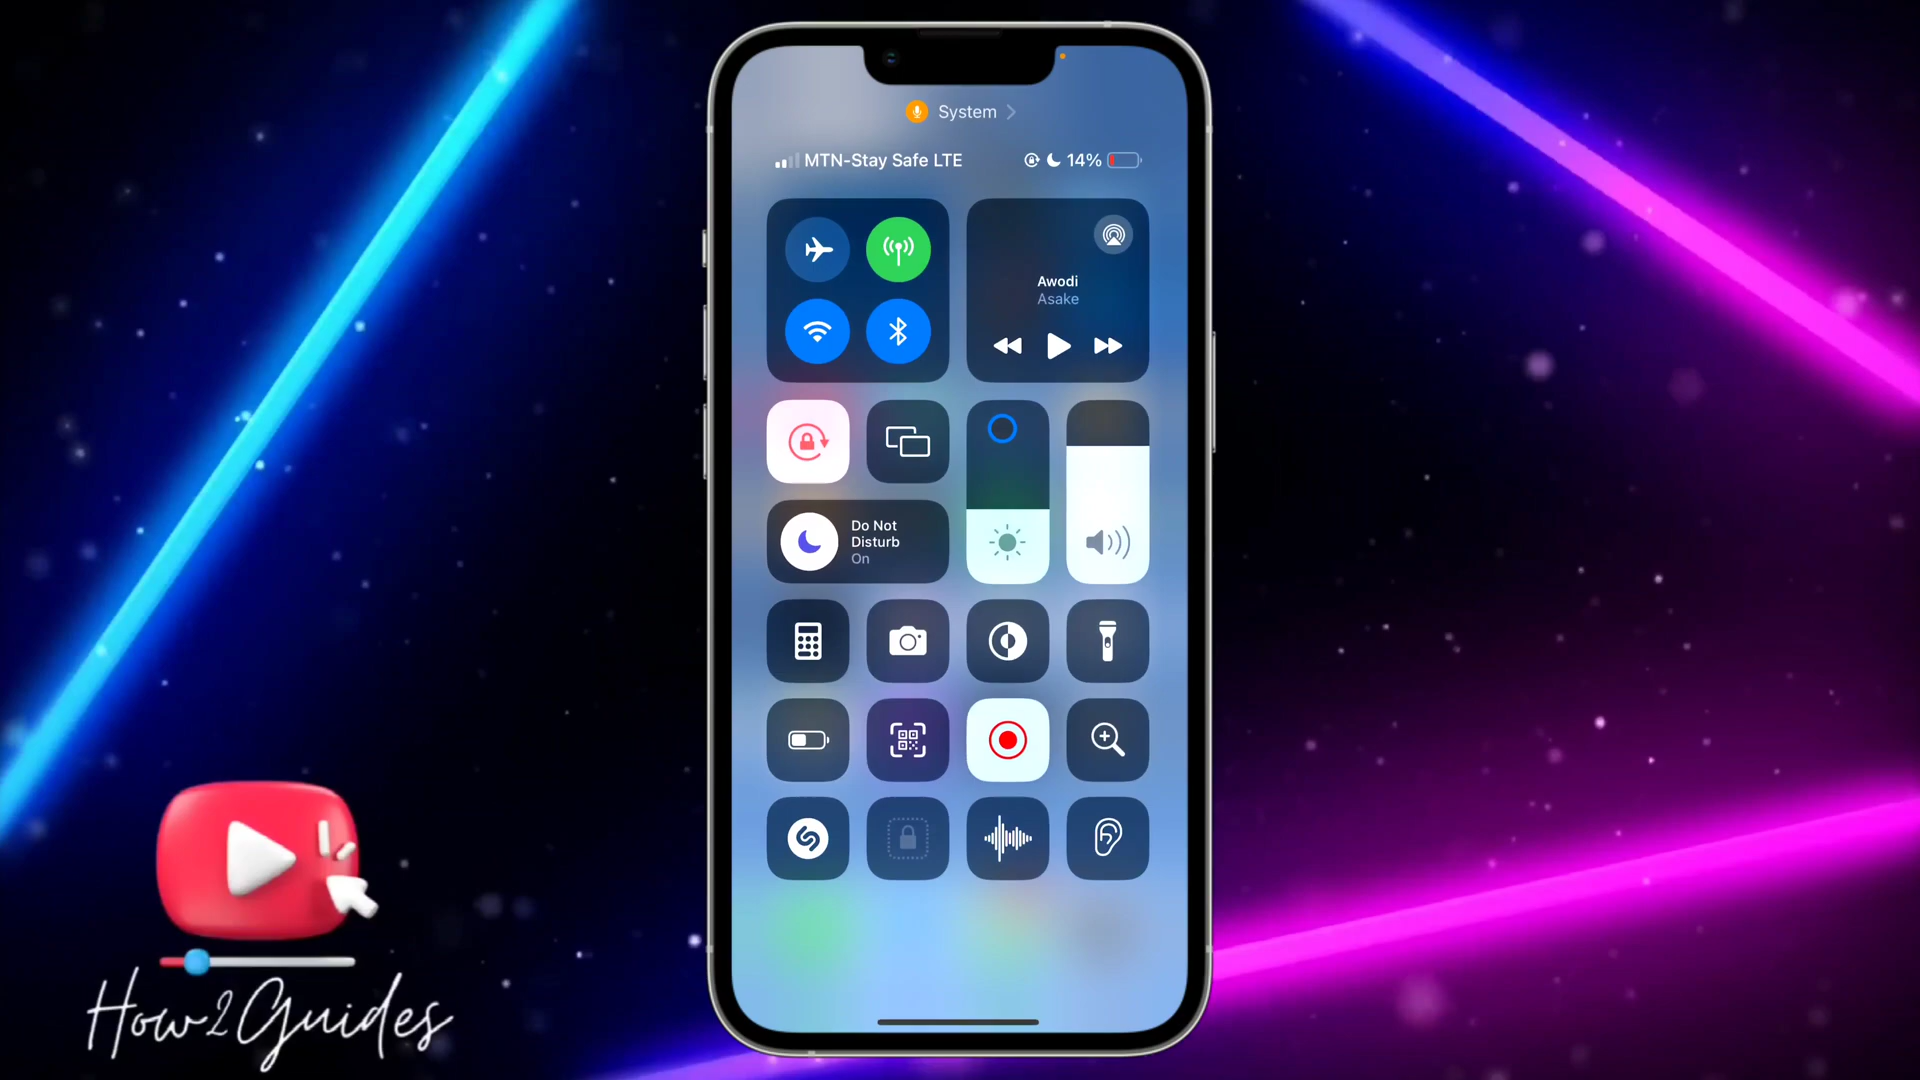 System
MTN-Stay Safe LTE 14%
Awodi
Asake
Do Not
Disturb
On
How2Guides